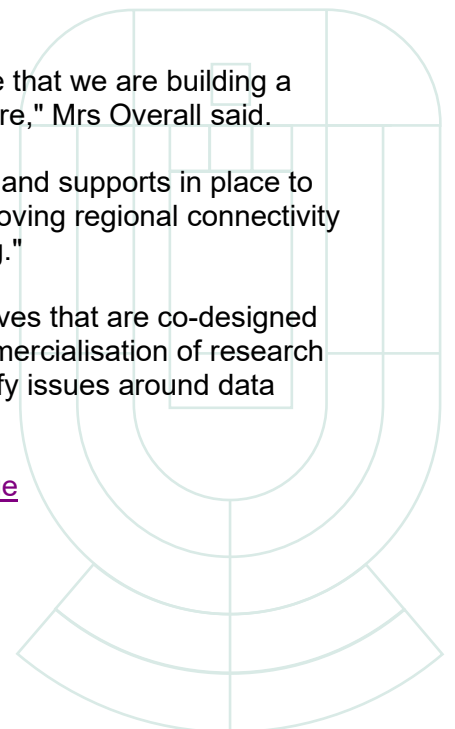 e that we are building a
re," Mrs Overall said.
and supports in place to
oving regional connectivity
g."
ves that are co-designed
mercialisation of research
fy issues around data
e